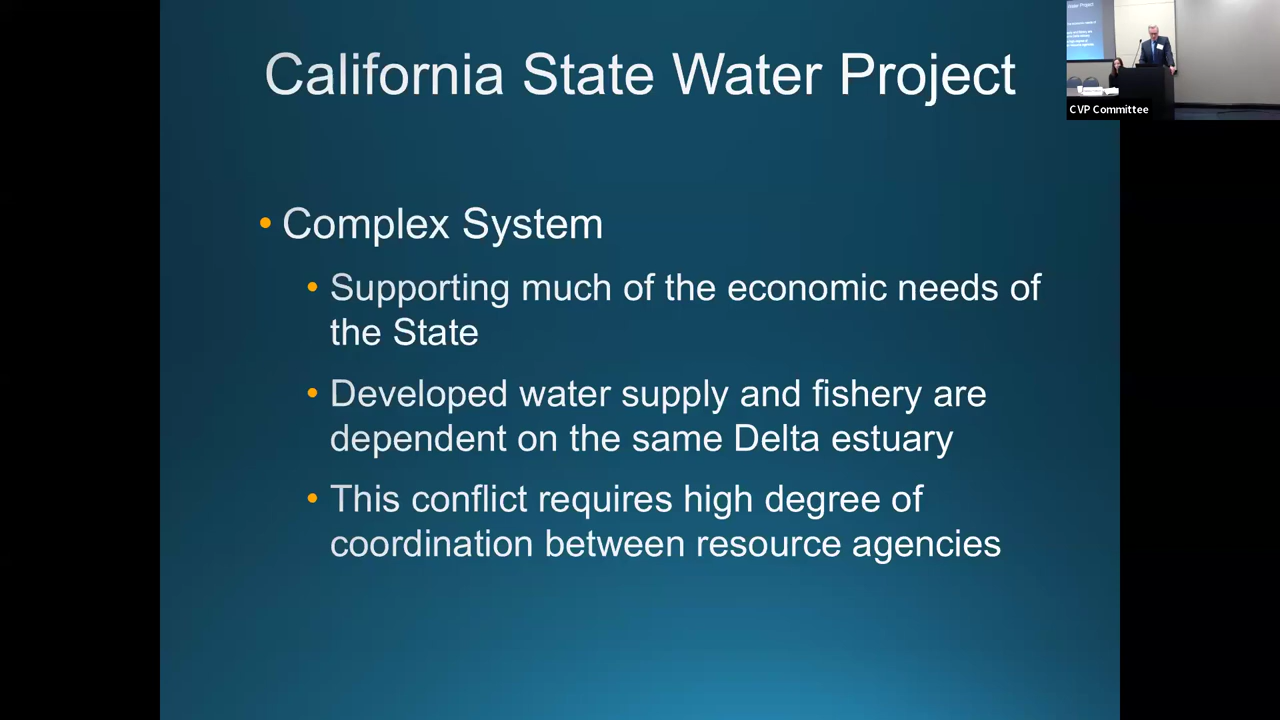 California State Water Project
• Complex System
• Supporting much of the economic needs of
the State
• Developed water supply and fishery are
dependent on the same Delta estuary
• This conflict requires high degree of
coordination between resource agencies
Water Project
CVP Committee